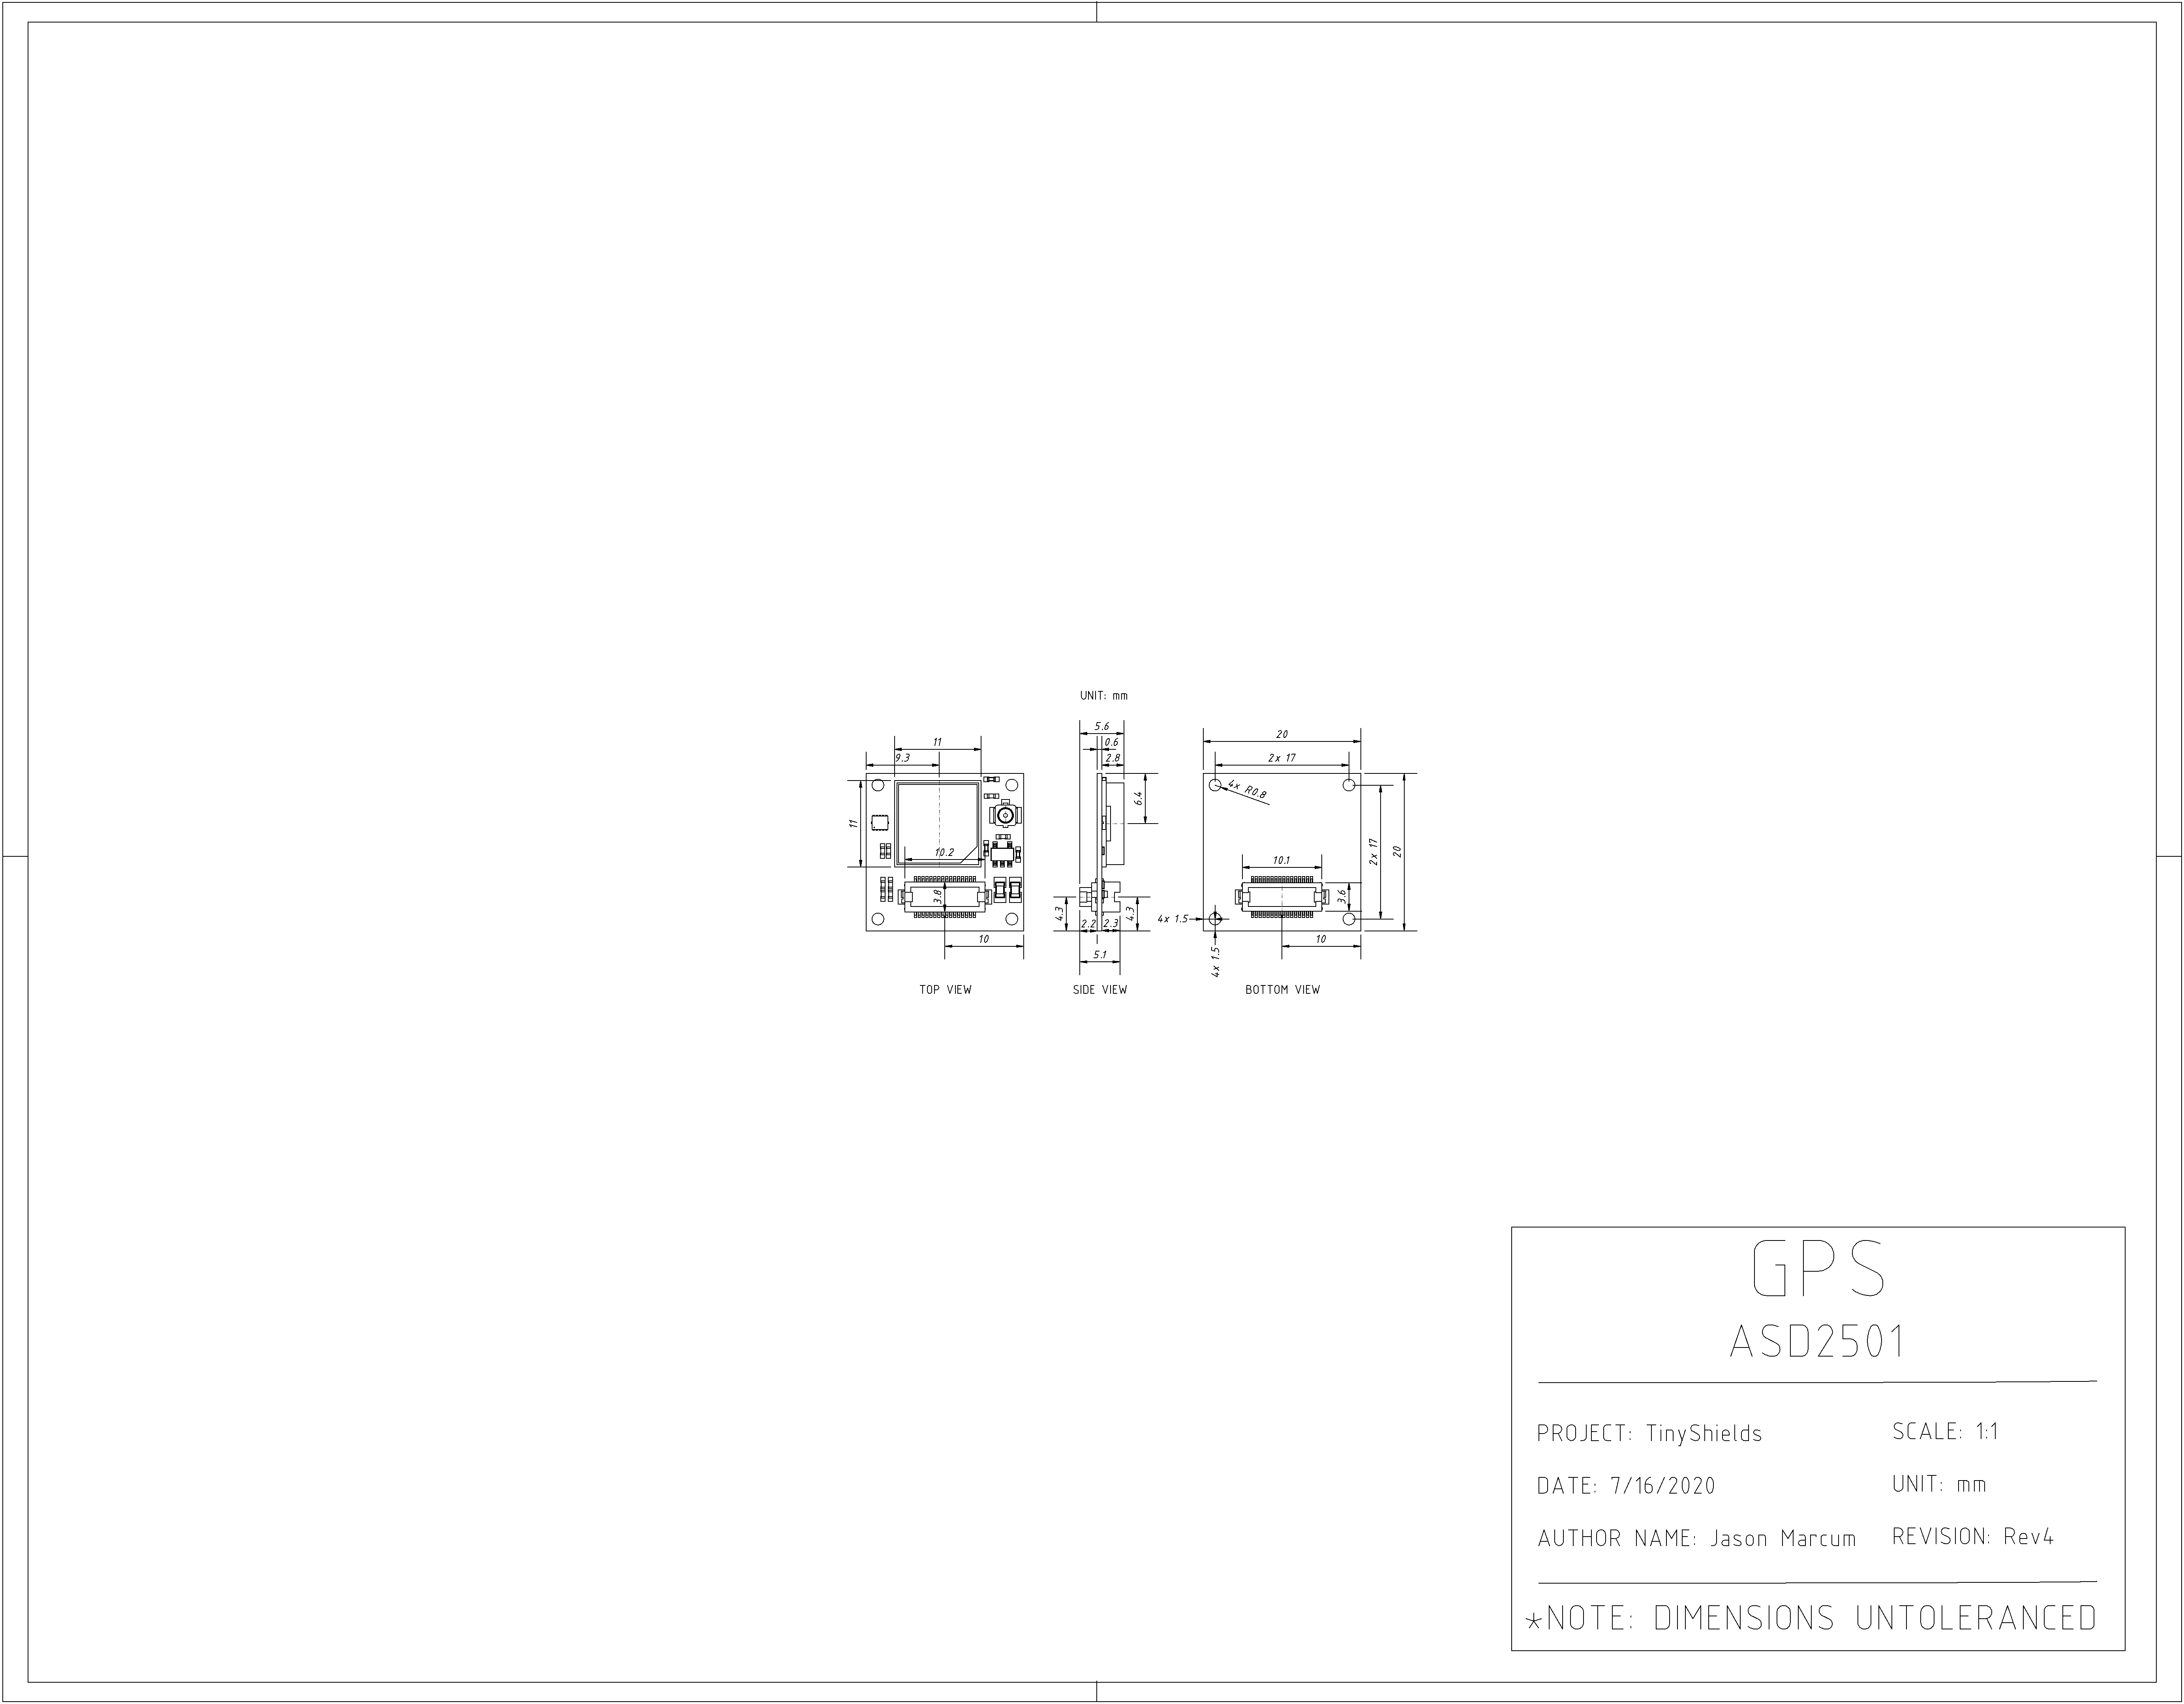 UNIT: mm
11
9.3
11
10.2
3.8
10
TOP VIEW
5.6
0.6
2.8
6.4
4.3
4.3
2.2
2.3
5.1
SIDE VIEW
20
2x 17
4x R0.8
2x 17
20
10.1
3.6
4x 1.5
4x 1.5
10
BOTTOM VIEW
GPS
ASD2501
PROJECT: TinyShields
SCALE: 1:1
DATE: 7/16/2020
UNIT: mm
AUTHOR NAME: Jason Marcum
REVISION: Rev4
*NOTE: DIMENSIONS UNTOLERANCED